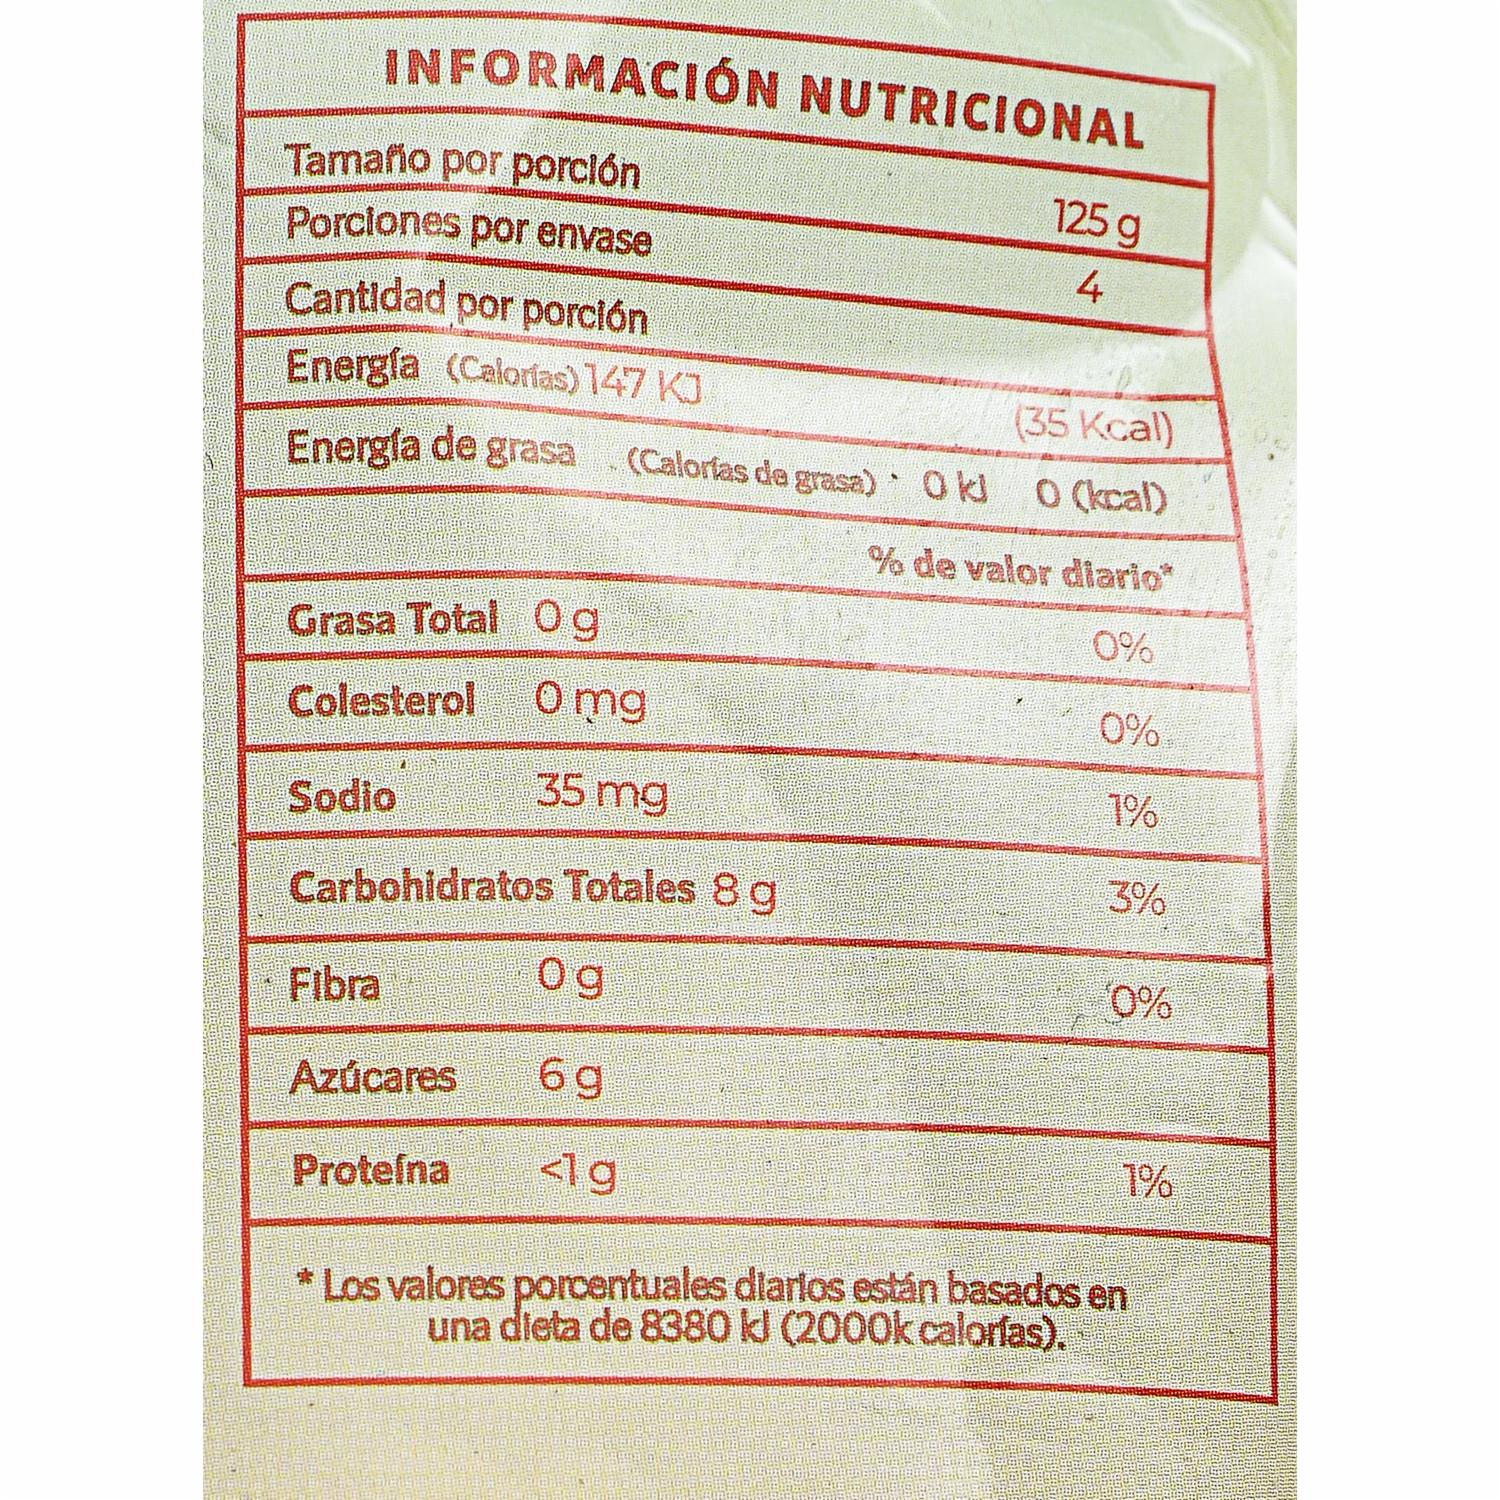 INFORMACIÓN NUTRICIONAL
Tamaño por porción 125 g
Porciones por envase 4
Cantidad por porción
Energía (Calorías) 147 KJ (35 Kcal)
Energía de grasa (Calorías de grasa) 0 kJ 0 (kcal)
% de valor diario*
Grasa Total 0 g 0%
Colesterol 0 mg 0%
Sodio 35 mg 1%
Carbohidratos Totales 8 g 3%
Fibra 0 g 0%
Azúcares 6 g
Proteína <1 g 1%
* Los valores porcentuales diarios están basados en
una dieta de 8380 kJ (2000k calorías).